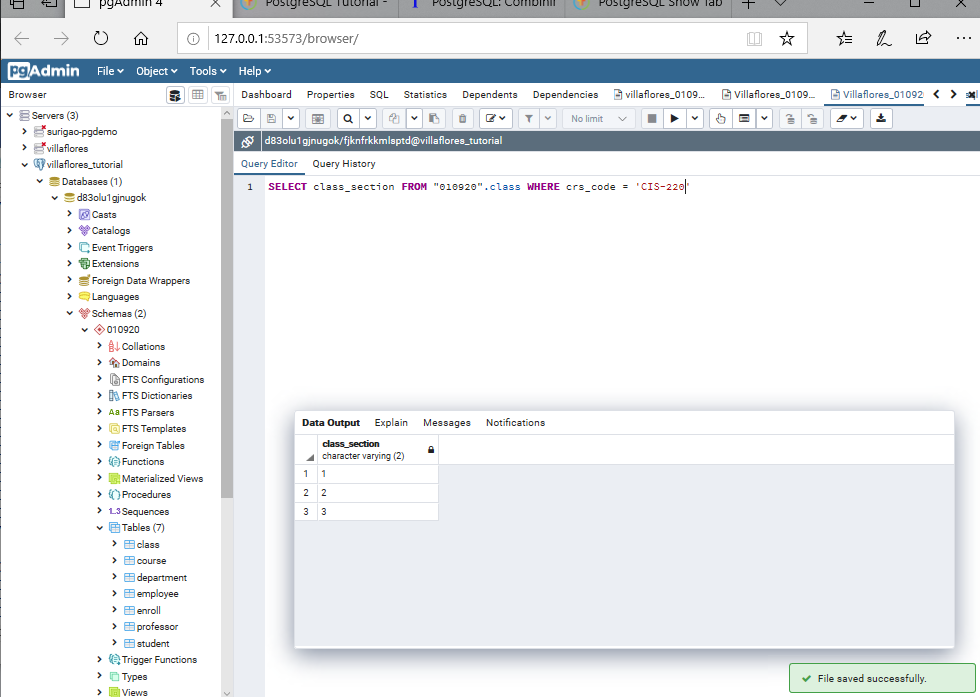 pgAdmin 4
PostgreSQL Tutorial -
PostgreSQL: Combinin
PostgreSQL Show Tab
127.0.0.1:53573/browser/
pgAdmin File Object Tools Help
Browser
Dashboard Properties SQL Statistics Dependents Dependencies villaflores_0109... Villaflores_0109... Villaflores_01092
No limit
Servers (3)
surigao-pgdemo
villaflores
villaflores_tutorial
Databases (1)
d83olu1gjnugok
Casts
Catalogs
Event Triggers
Extensions
Foreign Data Wrappers
Languages
Schemas (2)
010920
Collations
Domains
FTS Configurations
FTS Dictionaries
Aa FTS Parsers
FTS Templates
Foreign Tables
Functions
Materialized Views
Procedures
1..3 Sequences
Tables (7)
class
course
department
employee
enroll
professor
student
Trigger Functions
Types
Views
d83olu1gjnugok/fjknfrkkmlsptd@villaflores_tutorial
Query Editor Query History
1 SELECT class_section FROM "010920".class WHERE crs_code = 'CIS-220'
Data Output Explain Messages Notifications
class_section
character varying (2)
1 1
2 2
3 3
File saved successfully.